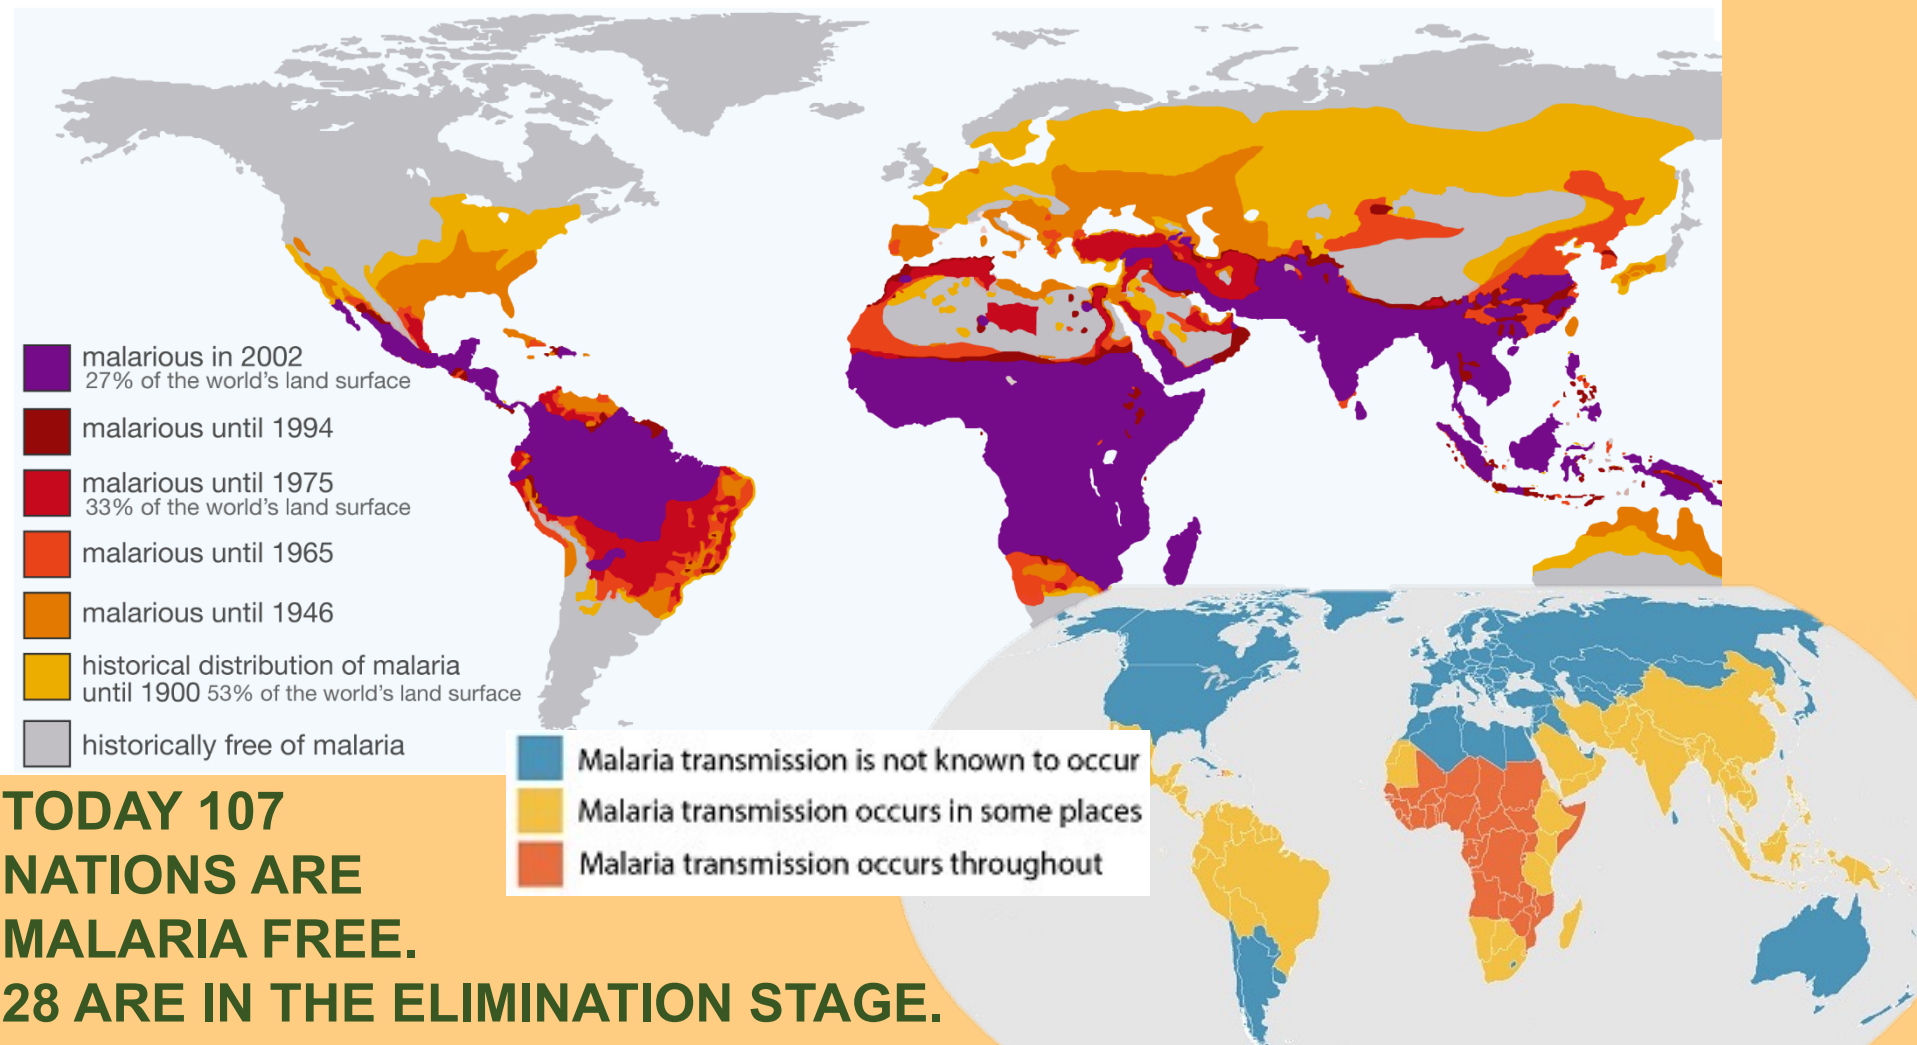 malarious in 2002
27% of the world's land surface
malarious until 1994
malarious until 1975
33% of the world's land surface
malarious until 1965
malarious until 1946
historical distribution of malaria
until 1900 53% of the world's land surface
historically free of malaria
Malaria transmission is not known to occur
Malaria transmission occurs in some places
Malaria transmission occurs throughout
TODAY 107
NATIONS ARE
MALARIA FREE.
28 ARE IN THE ELIMINATION STAGE.